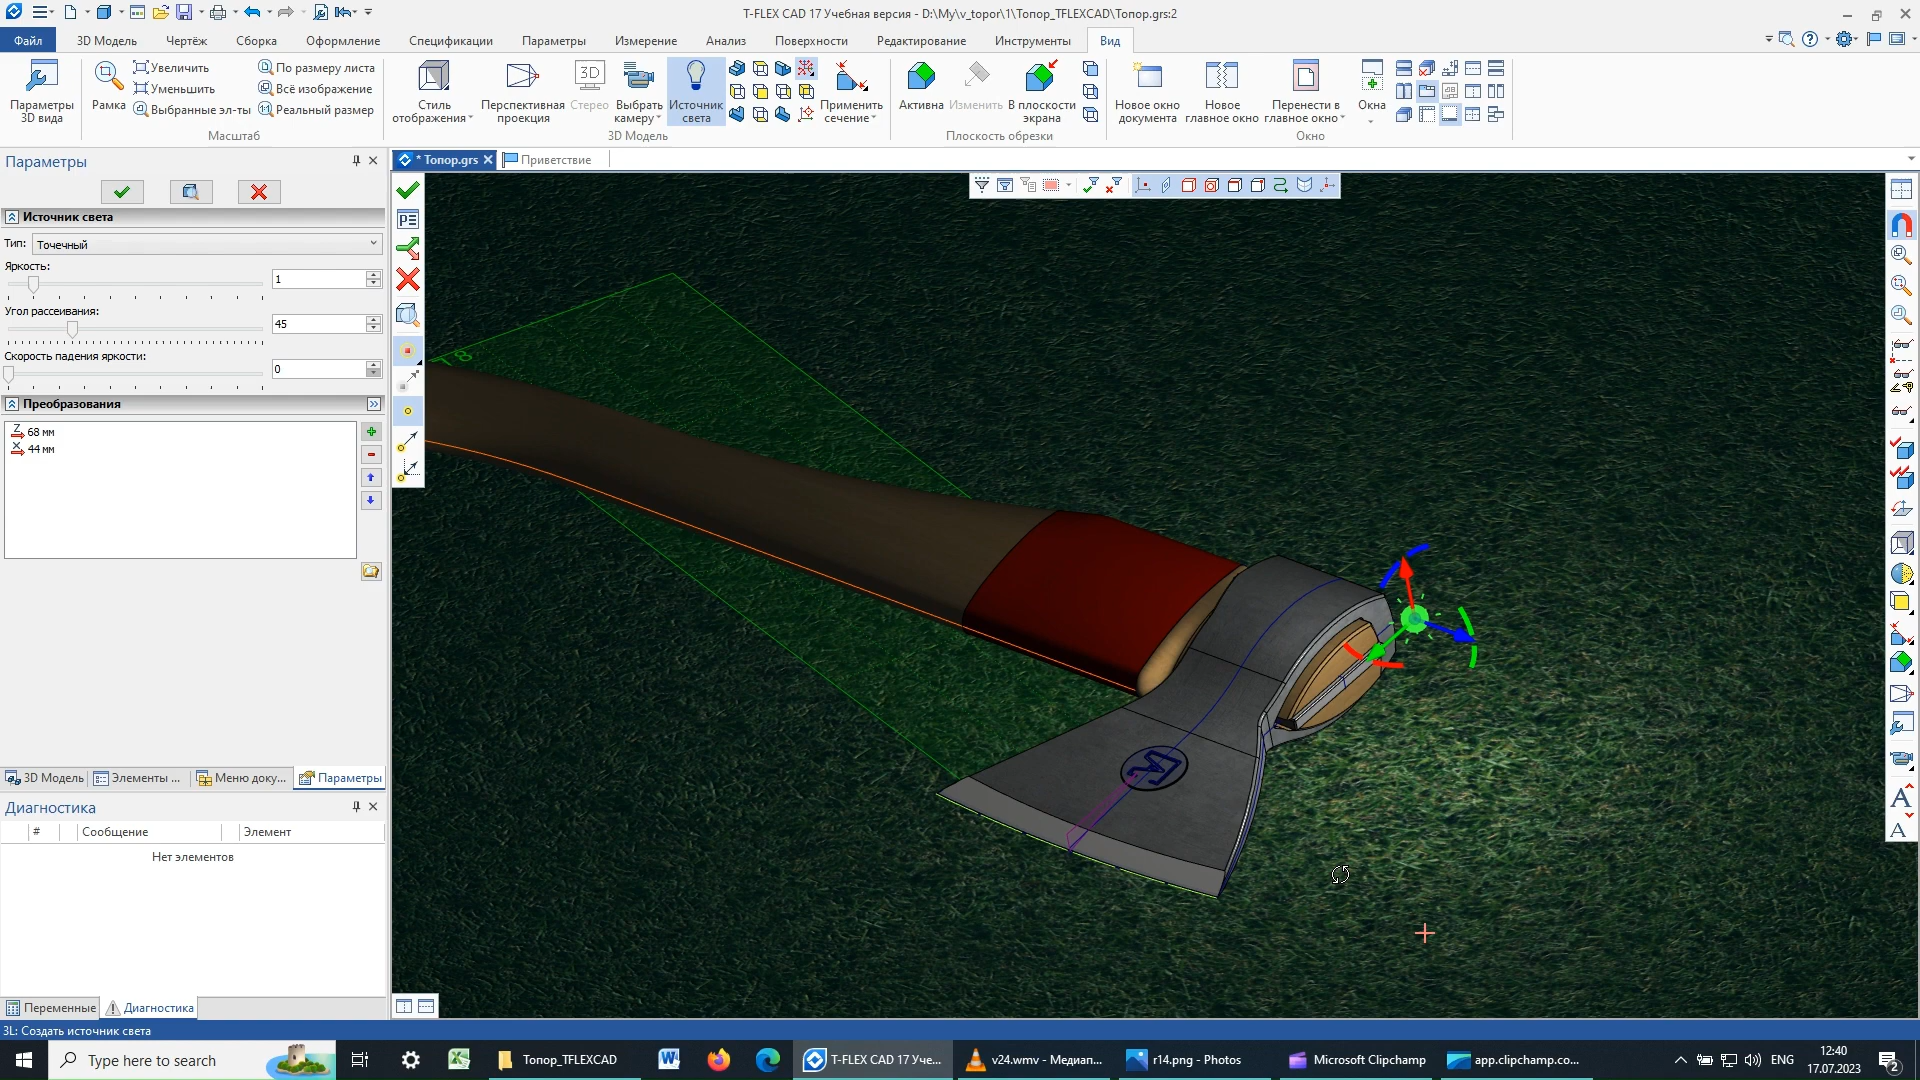 T-FLEX CAD 17 Учебная версия - D:\My\v_topor\1\Топор_TFLEXCAD\Топор.grs:2
Файл 3D Модель Чертёж Сборка Оформление Спецификации Параметры Измерение Анализ Поверхности Редактирование Инструменты Вид
Параметры 3D вида
Рамка
Увеличить
Уменьшить
Выбранные эл-ты
По размеру листа
Всё изображение
Реальный размер
Масштаб
Стиль отображения
Перспективная проекция
3D
Стерео
Выбрать камеру
Источник света
Применить сечение
3D Модель
Активна
Изменить
В плоскости экрана
Плоскость обрезки
Новое окно документа
Новое главное окно
Перенести в главное окно
Окна
Окно
Параметры
* Топор.grs
Приветствие
Источник света
Тип: Точечный
Яркость:
1
Угол рассеивания:
45
Скорость падения яркости:
0
Преобразования
Z 68 мм
X 44 мм
3D Модель Элементы ... Меню доку... Параметры
Диагностика
# Сообщение Элемент
Нет элементов
Переменные Диагностика
3L: Создать источник света
Type here to search
Топор_TFLEXCAD
T-FLEX CAD 17 Уче...
v24.wmv - Медиап...
r14.png - Photos
Microsoft Clipchamp
app.clipchamp.co...
ENG
12:40
17.07.2023
2